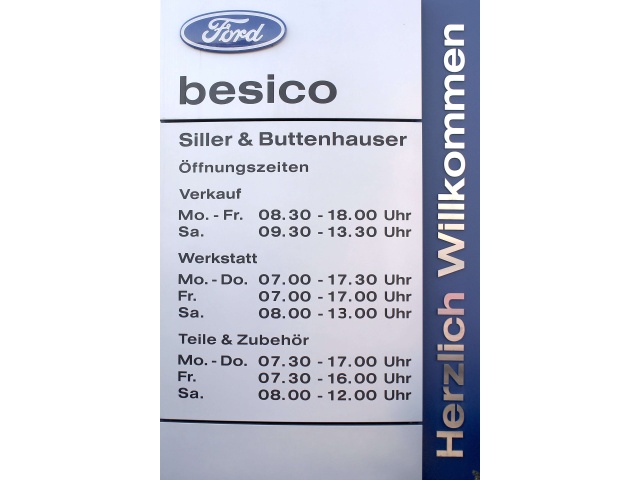 Ford
besico
Siller & Buttenhauser
Öffnungszeiten
Verkauf
Mo. - Fr. 08.30 - 18.00 Uhr
Sa. 09.30 - 13.30 Uhr
Werkstatt
Mo. - Do. 07.00 - 17.30 Uhr
Fr. 07.00 - 17.00 Uhr
Sa. 08.00 - 13.00 Uhr
Teile & Zubehör
Mo. - Do. 07.30 - 17.00 Uhr
Fr. 07.30 - 16.00 Uhr
Sa. 08.00 - 12.00 Uhr
Herzlich Willkommen